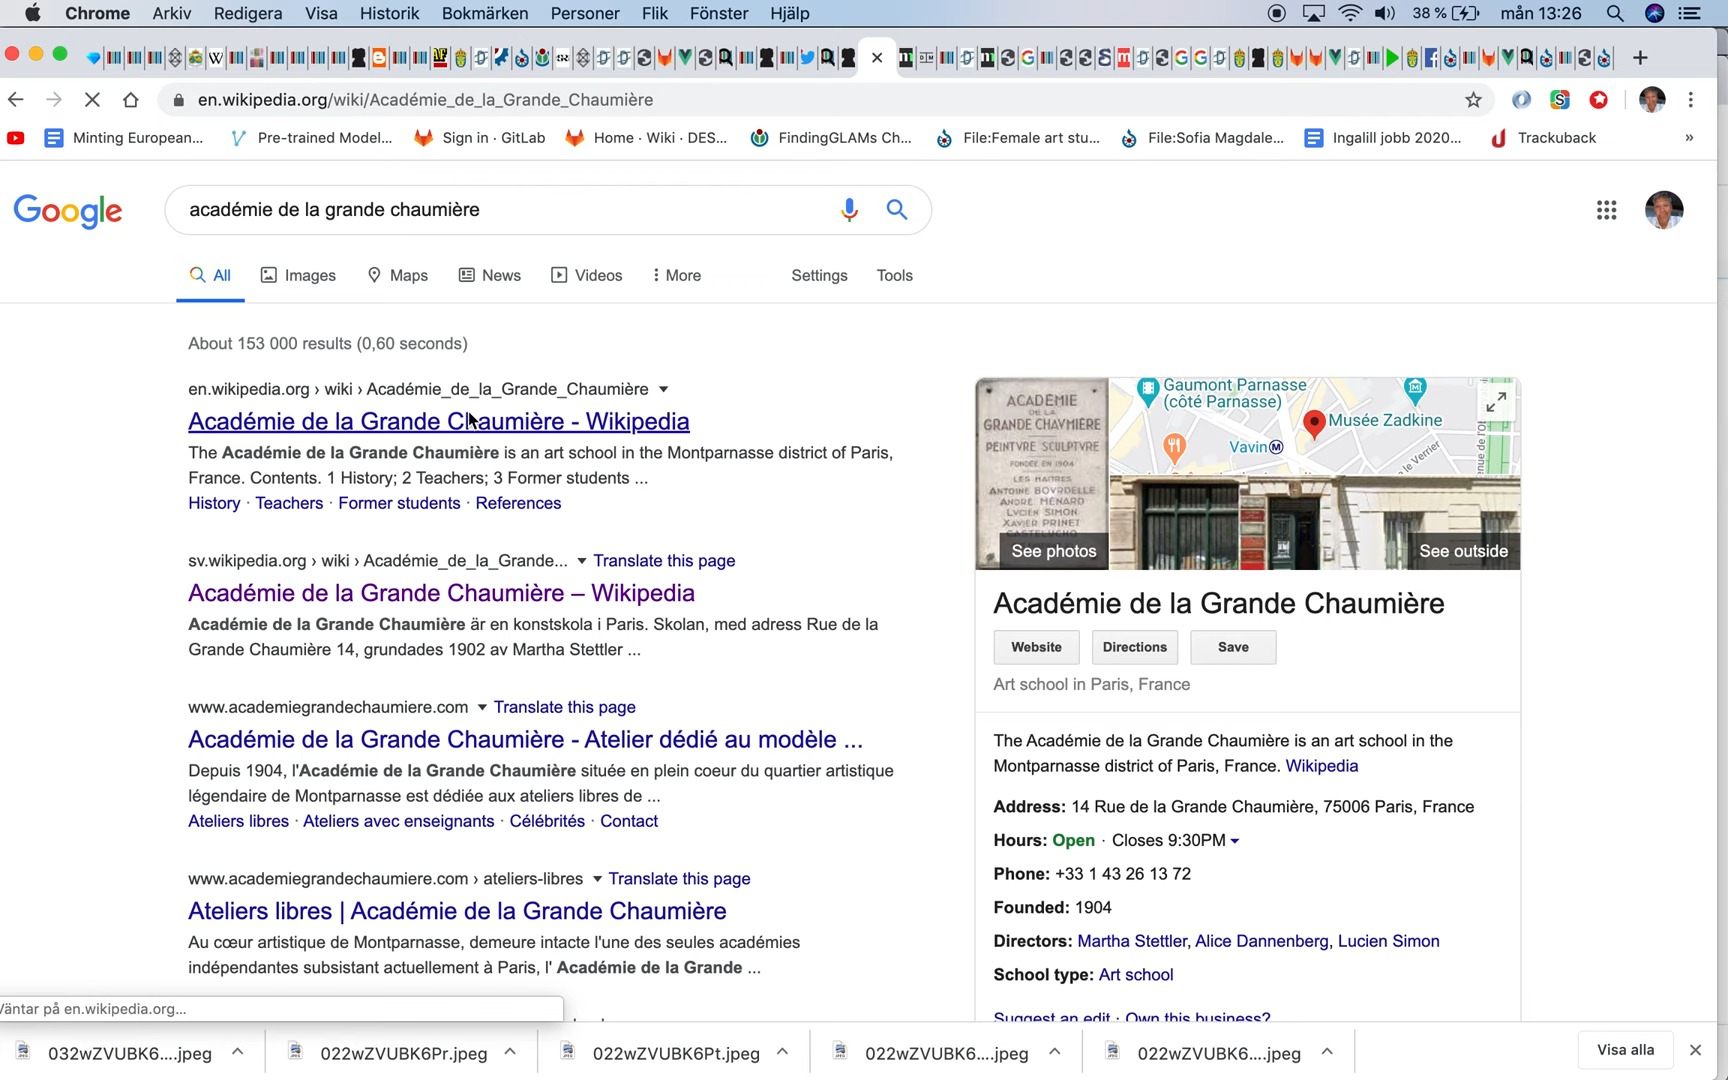 Chrome Arkiv Redigera Visa Historik Bokmärken Personer Flik Fönster Hjälp 38 % mån 13:26
en.wikipedia.org/wiki/Académie_de_la_Grande_Chaumière
Minting European... Pre-trained Model... Sign in · GitLab Home · Wiki · DES... FindingGLAMs Ch... File:Female art stu... File:Sofia Magdale... Ingalill jobb 2020... Trackuback »
Google académie de la grande chaumière
All Images Maps News Videos More Settings Tools
About 153 000 results (0,60 seconds)
en.wikipedia.org › wiki › Académie_de_la_Grande_Chaumière
Académie de la Grande Chaumière - Wikipedia
The Académie de la Grande Chaumière is an art school in the Montparnasse district of Paris,
France. Contents. 1 History; 2 Teachers; 3 Former students ...
History · Teachers · Former students · References
sv.wikipedia.org › wiki › Académie_de_la_Grande... Translate this page
Académie de la Grande Chaumière – Wikipedia
Académie de la Grande Chaumière är en konstskola i Paris. Skolan, med adress Rue de la
Grande Chaumière 14, grundades 1902 av Martha Stettler ...
www.academiegrandechaumiere.com Translate this page
Académie de la Grande Chaumière - Atelier dédié au modèle ...
Depuis 1904, l'Académie de la Grande Chaumière située en plein coeur du quartier artistique
légendaire de Montparnasse est dédiée aux ateliers libres de ...
Ateliers libres · Ateliers avec enseignants · Célébrités · Contact
www.academiegrandechaumiere.com › ateliers-libres Translate this page
Ateliers libres | Académie de la Grande Chaumière
Au cœur artistique de Montparnasse, demeure intacte l'une des seules académies
indépendantes subsistant actuellement à Paris, l' Académie de la Grande ...
ACADÉMIE
DE LA
GRANDE CHAVMIÈRE
PEINTVRE SCVLPTVRE
FONDÉE EN 1904
LES MAITRES
ANTOINE BOVRDELLE
ANDRE MENARD
LVCIEN SIMON
XAVIER PRINET
CASTELUCHO
See photos
Gaumont Parnasse
(côté Parnasse)
Musée Zadkine
Vavin M
See outside
Académie de la Grande Chaumière
Website Directions Save
Art school in Paris, France
The Académie de la Grande Chaumière is an art school in the
Montparnasse district of Paris, France. Wikipedia
Address: 14 Rue de la Grande Chaumière, 75006 Paris, France
Hours: Open · Closes 9:30PM
Phone: +33 1 43 26 13 72
Founded: 1904
Directors: Martha Stettler, Alice Dannenberg, Lucien Simon
School type: Art school
Suggest an edit · Own this business?
Väntar på en.wikipedia.org...
032wZVUBK6....jpeg 022wZVUBK6Pr.jpeg 022wZVUBK6Pt.jpeg 022wZVUBK6....jpeg 022wZVUBK6....jpeg Visa alla